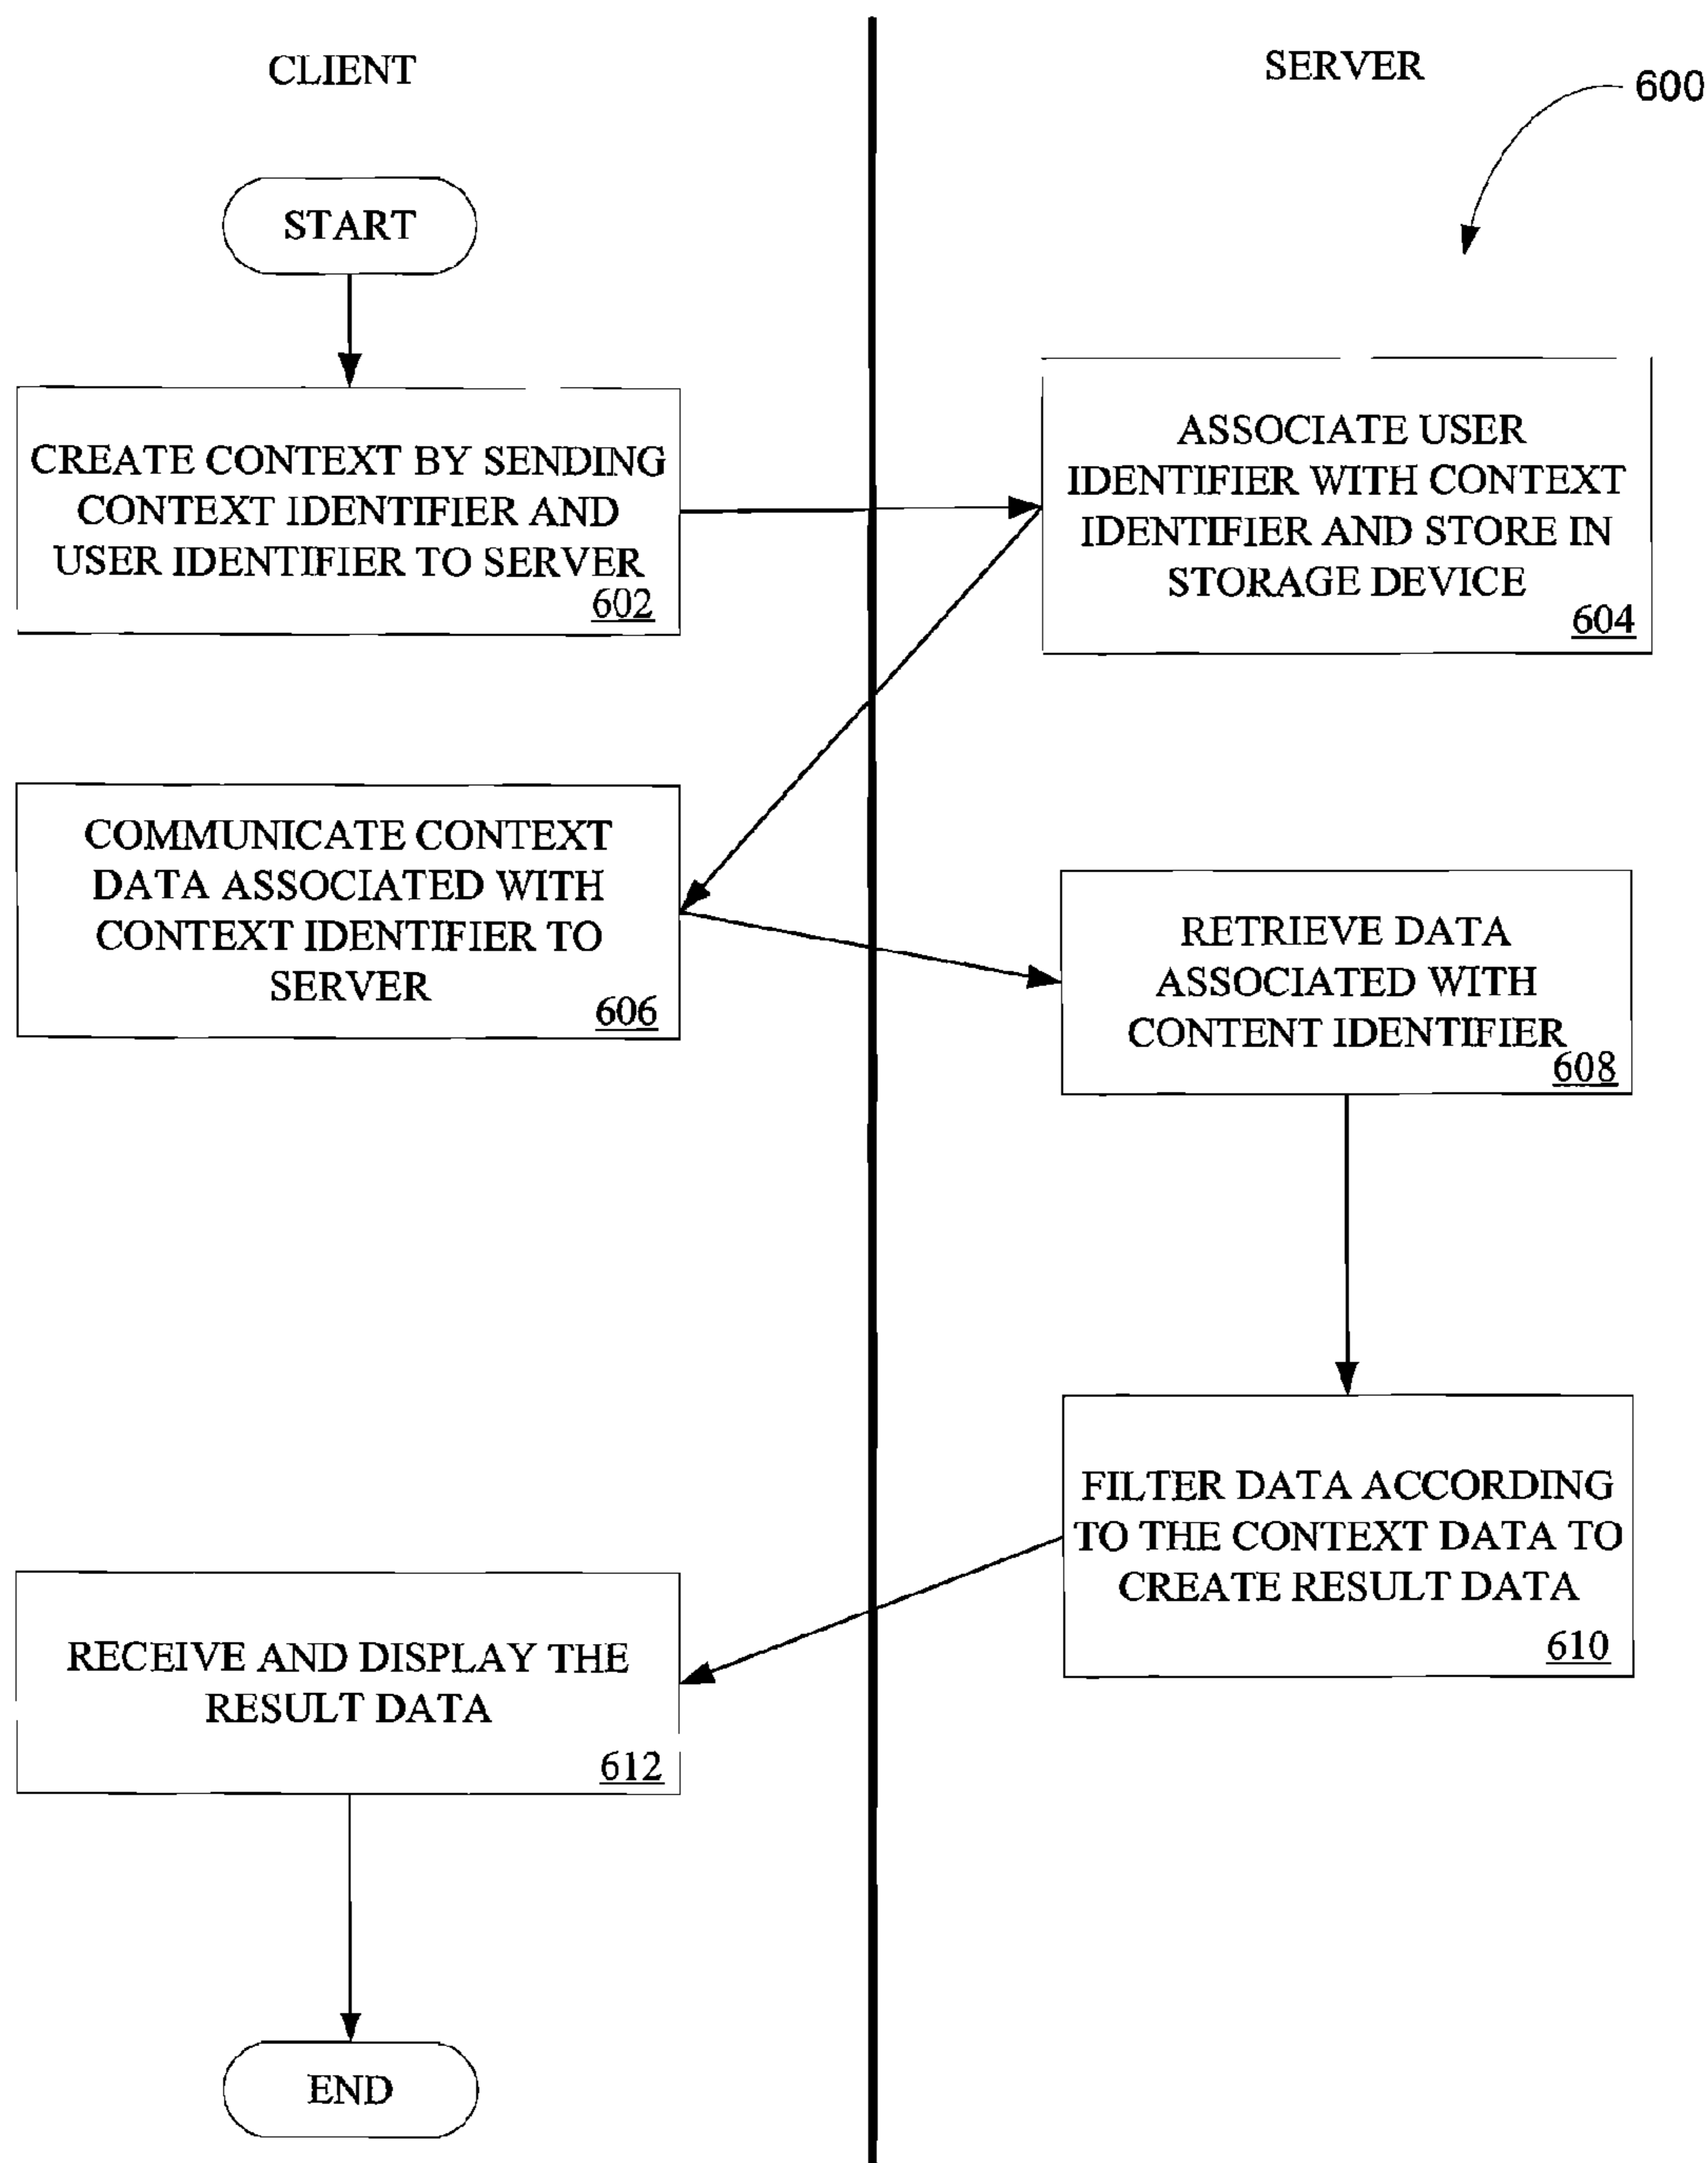 CLIENT
SERVER
600
START
CREATE CONTEXT BY SENDING
CONTEXT IDENTIFIER AND
USER IDENTIFIER TO SERVER
602
ASSOCIATE USER
IDENTIFIER WITH CONTEXT
IDENTIFIER AND STORE IN
STORAGE DEVICE
604
COMMUNICATE CONTEXT
DATA ASSOCIATED WITH
CONTEXT IDENTIFIER TO
SERVER
606
RETRIEVE DATA
ASSOCIATED WITH
CONTENT IDENTIFIER
608
FILTER DATA ACCORDING
TO THE CONTEXT DATA TO
CREATE RESULT DATA
610
RECEIVE AND DISPLAY THE
RESULT DATA
612
END